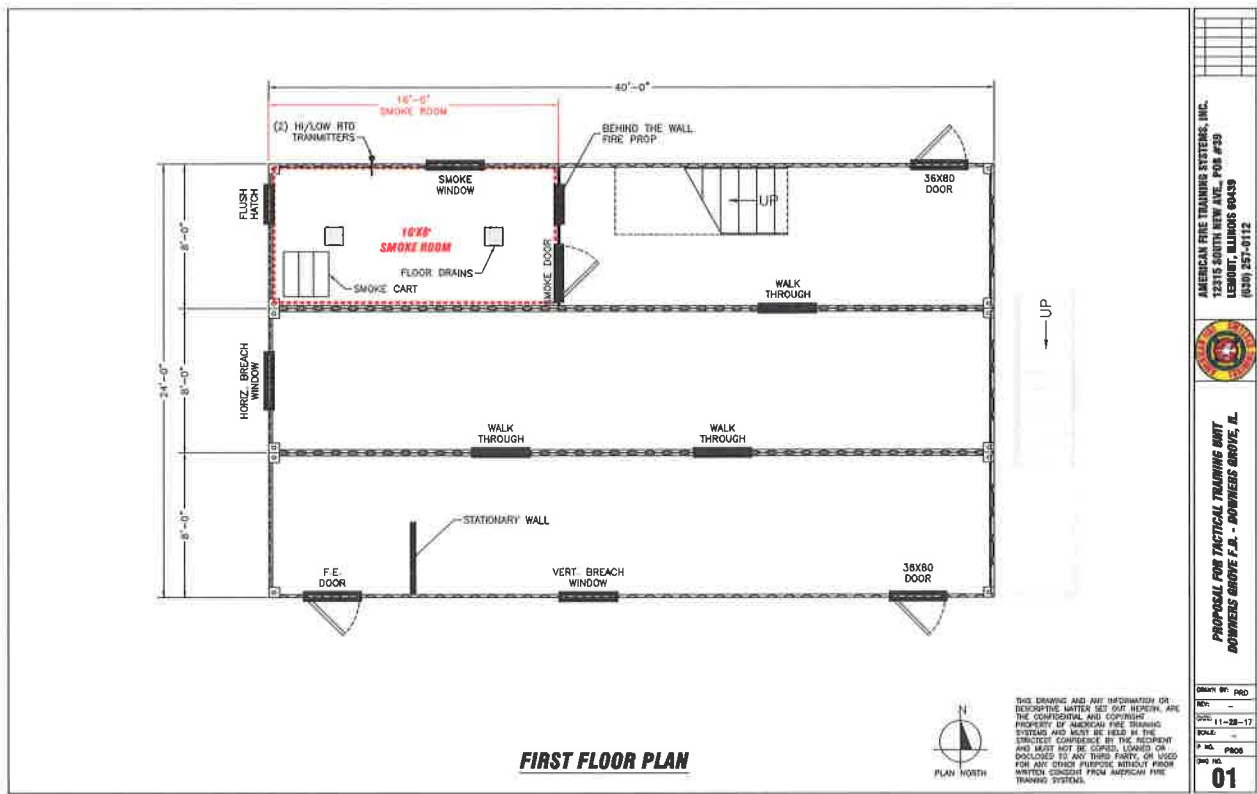 40'-0"
16'-0"
SMOKE ROOM
(2) HI/LOW RTD
TRANMITTERS
BEHIND THE WALL
FIRE PROP
SMOKE
WINDOW
36X80
DOOR
FLUSH
HATCH
UP
16'X8'
SMOKE ROOM
8'-0"
FLOOR DRAINS
SMOKE DOOR
SMOKE CART
WALK
THROUGH
UP
24'-0"
8'-0"
HORIZ. BREACH
WINDOW
WALK
THROUGH
WALK
THROUGH
8'-0"
STATIONARY WALL
F.E.
DOOR
VERT. BREACH
WINDOW
36X80
DOOR
FIRST FLOOR PLAN
N
PLAN NORTH
THIS DRAWING AND ANY INFORMATION OR
DESCRIPTIVE MATTER SET OUT HEREIN, ARE
THE CONFIDENTIAL AND COPYRIGHT
PROPERTY OF AMERICAN FIRE TRAINING
SYSTEMS AND MUST BE HELD IN THE
STRICTEST CONFIDENCE BY THE RECIPIENT
AND MUST NOT BE COPIED, LOANED OR
DISCLOSED TO ANY THIRD PARTY, OR USED
FOR ANY OTHER PURPOSE WITHOUT PRIOR
WRITTEN CONSENT FROM AMERICAN FIRE
TRAINING SYSTEMS.
AMERICAN FIRE TRAINING SYSTEMS, INC.
12315 SOUTH NEW AVE., POB #39
LEMONT, ILLINOIS 60439
(630) 257-0112
PROPOSAL FOR TACTICAL TRAINING UNIT
DOWNERS GROVE F.D. - DOWNERS GROVE, IL.
DRAWN BY: PRD
REV: -
11-28-17
SCALE: -
P NO.
DWG NO.
01